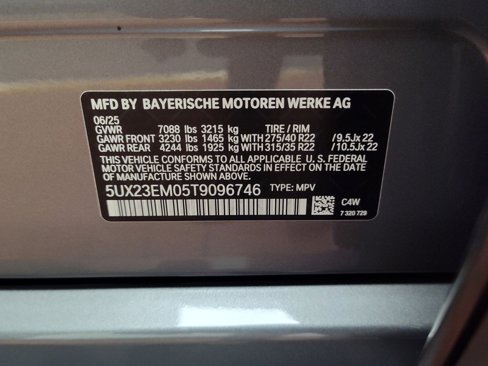 MFD BY BAYERISCHE MOTOREN WERKE AG
06/25
GVWR 7088 lbs 3215 kg TIRE / RIM
GAWR FRONT 3230 lbs 1465 kg WITH 275/40 R22 /9.5Jx 22
GAWR REAR 4244 lbs 1925 kg WITH 315/35 R22 /10.5Jx 22
THIS VEHICLE CONFORMS TO ALL APPLICABLE U.S. FEDERAL
MOTOR VEHICLE SAFETY STANDARDS IN EFFECT ON THE DATE
OF MANUFACTURE SHOWN ABOVE.
5UX23EM05T9096746 TYPE: MPV
C4W
7 320 729